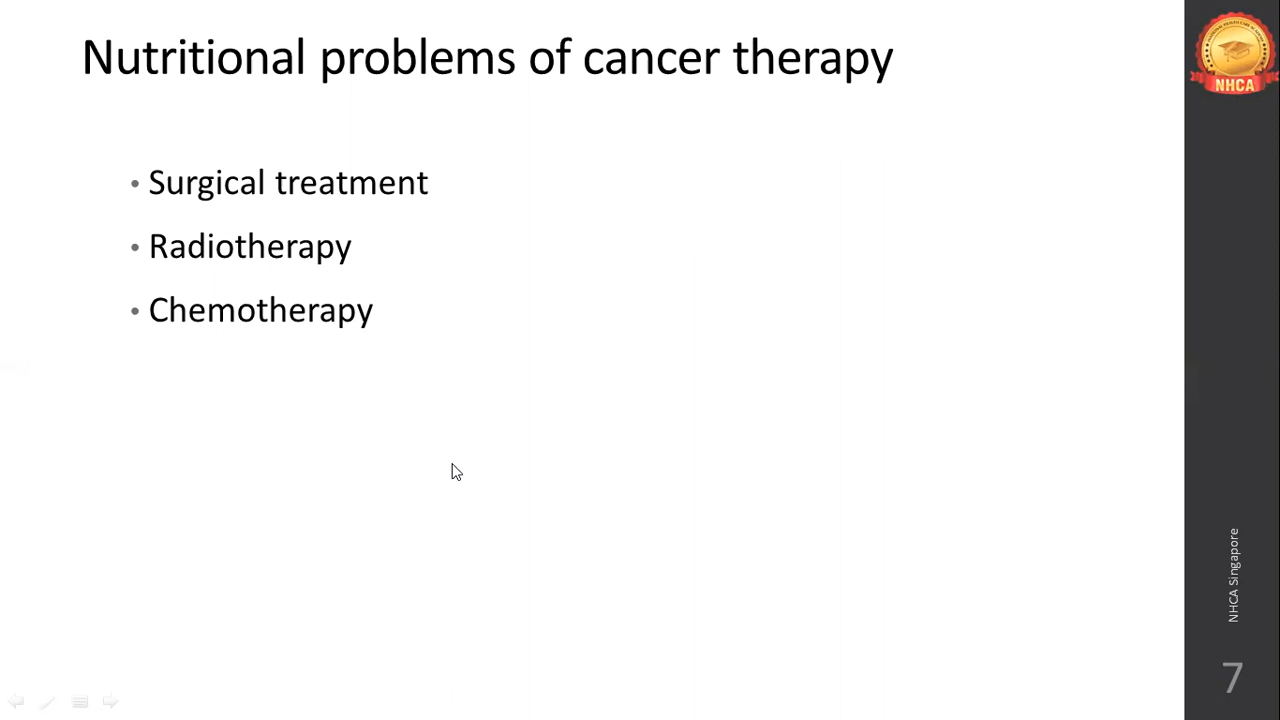 Nutritional problems of cancer therapy
• Surgical treatment
• Radiotherapy
• Chemotherapy
NHCA
NHCA Singapore
7